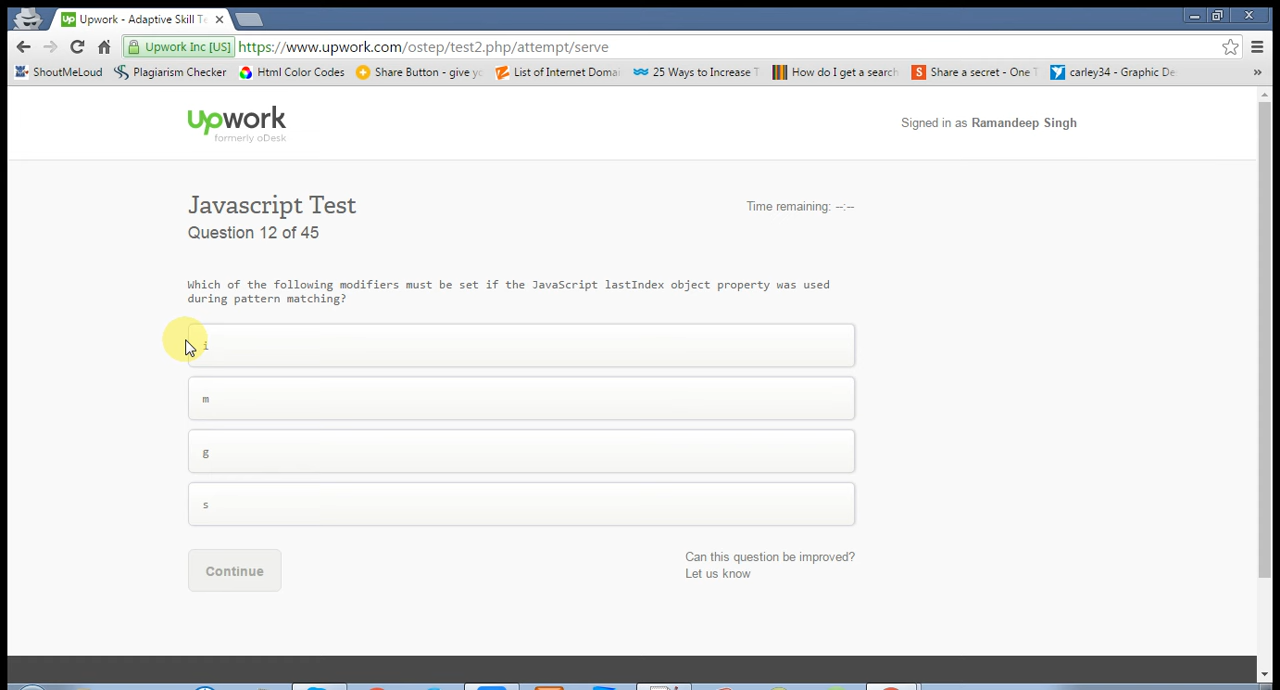 Upwork - Adaptive Skill Te
Upwork Inc [US] https://www.upwork.com/ostep/test2.php/attempt/serve
ShoutMeLoud Plagiarism Checker Html Color Codes Share Button - give yo List of Internet Domai 25 Ways to Increase T How do I get a search Share a secret - One T carley34 - Graphic De »
upwork
formerly oDesk
Signed in as Ramandeep Singh
Javascript Test
Time remaining: --:--
Question 12 of 45
Which of the following modifiers must be set if the JavaScript lastIndex object property was used
during pattern matching?
i
m
g
s
Can this question be improved?
Continue
Let us know